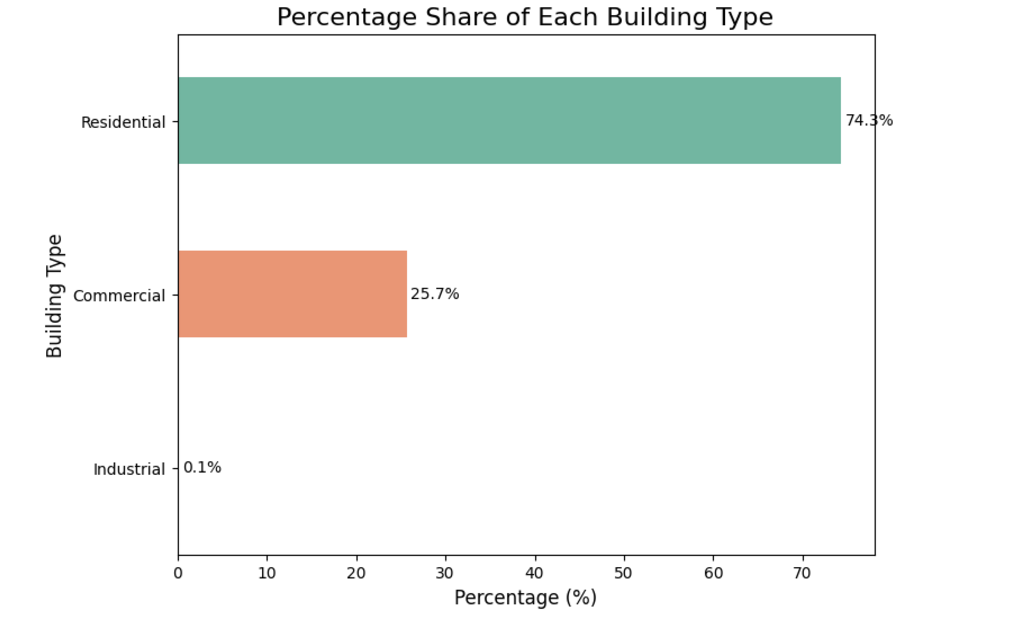 Percentage Share of Each Building Type
Residential
74.3%
Commercial
25.7%
Industrial
0.1%
Building Type
0 10 20 30 40 50 60 70
Percentage (%)